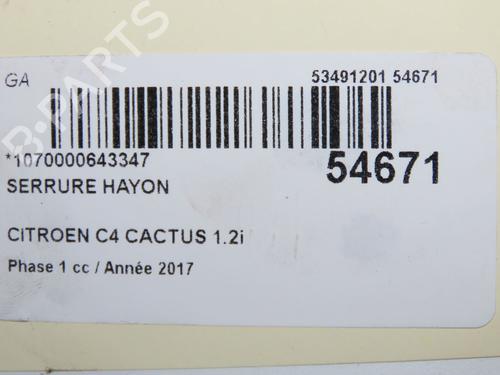 GA
53491201 54671
*1070000643347
54671
SERRURE HAYON
CITROEN C4 CACTUS 1.2i
Phase 1 cc / Année 2017
B-PARTS